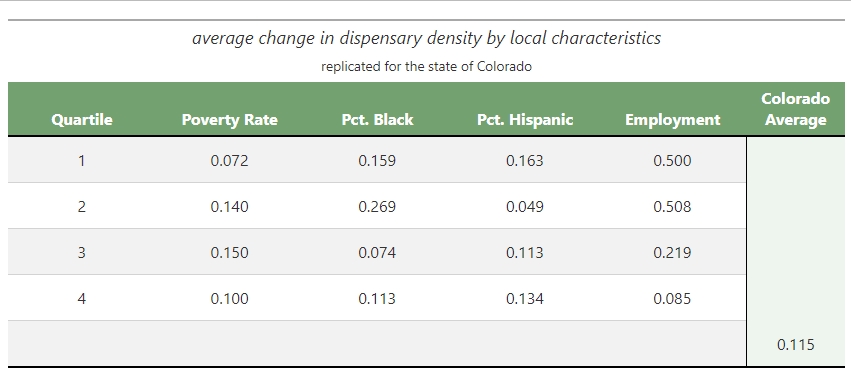 average change in dispensary density by local characteristics
replicated for the state of Colorado
Quartile Poverty Rate Pct. Black Pct. Hispanic Employment Colorado Average
1 0.072 0.159 0.163 0.500
2 0.140 0.269 0.049 0.508
3 0.150 0.074 0.113 0.219
4 0.100 0.113 0.134 0.085
0.115